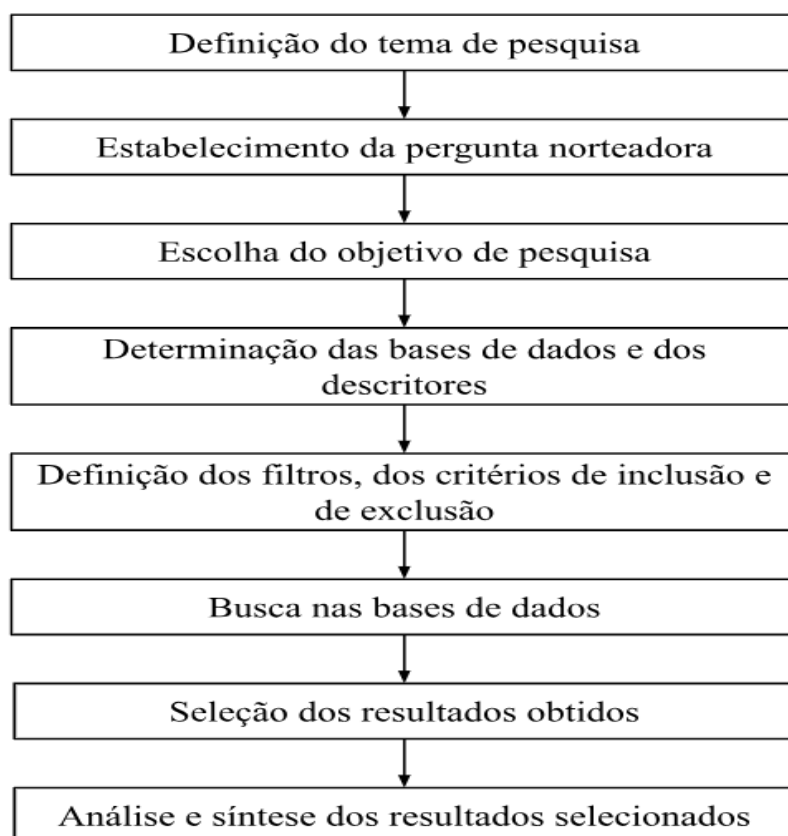 Definição do tema de pesquisa
Estabelecimento da pergunta norteadora
Escolha do objetivo de pesquisa
Determinação das bases de dados e dos
descritores
Definição dos filtros, dos critérios de inclusão e
de exclusão
Busca nas bases de dados
Seleção dos resultados obtidos
Análise e síntese dos resultados selecionados